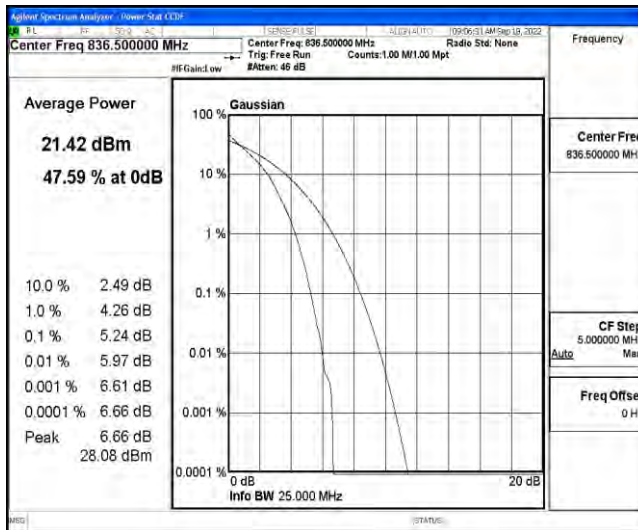 Agilent Spectrum Analyzer - Power Stat CCDF
RL RF 50 Ω AC SENSE:PULSE ALIGN AUTO 09:06:31 AM Sep 19, 2022
Center Freq 836.500000 MHz
Center Freq: 836.500000 MHz Radio Std: None
Trig: Free Run Counts:1.00 M/1.00 Mpt
#IFGain:Low #Atten: 46 dB
Frequency
Average Power
21.42 dBm
47.59 % at 0dB
10.0 % 2.49 dB
1.0 % 4.26 dB
0.1 % 5.24 dB
0.01 % 5.97 dB
0.001 % 6.61 dB
0.0001 % 6.66 dB
Peak 6.66 dB
28.08 dBm
Gaussian
100 %
10 %
1 %
0.1 %
0.01 %
0.001 %
0.0001 %
0 dB 20 dB
Info BW 25.000 MHz
Center Fre
836.500000 MH
CF Step
5.000000 MH
Auto Ma
Freq Offse
0 H
MSG STATUS